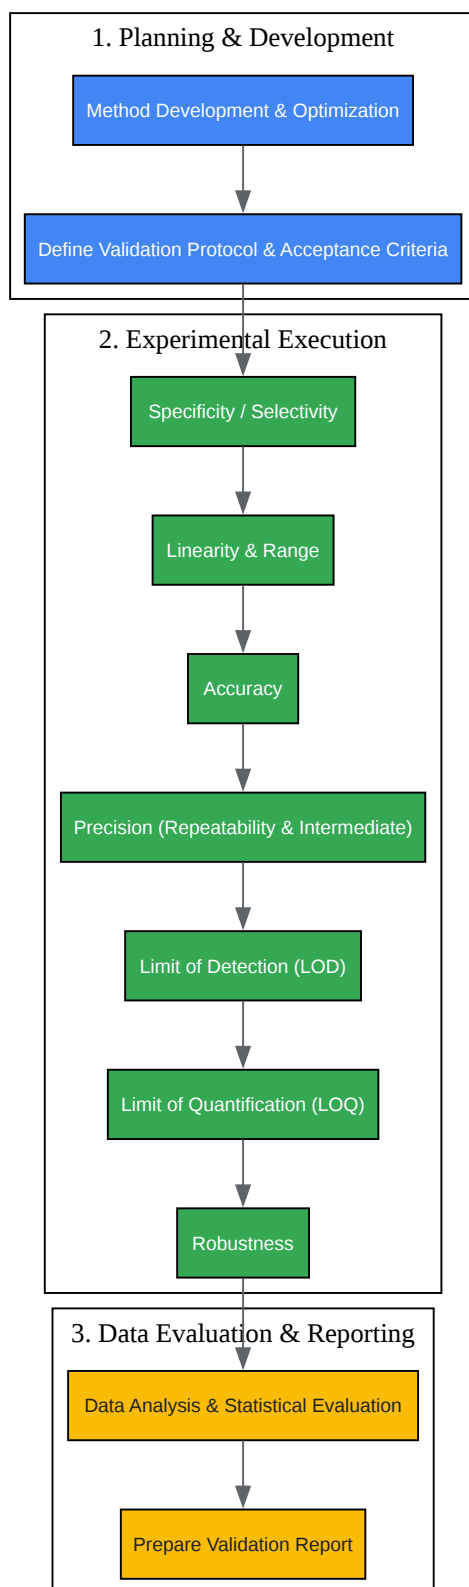 1. Planning & Development
Method Development & Optimization
Define Validation Protocol & Acceptance Criteria
2. Experimental Execution
Specificity / Selectivity
Linearity & Range
Accuracy
Precision (Repeatability & Intermediate)
Limit of Detection (LOD)
Limit of Quantification (LOQ)
Robustness
3. Data Evaluation & Reporting
Data Analysis & Statistical Evaluation
Prepare Validation Report